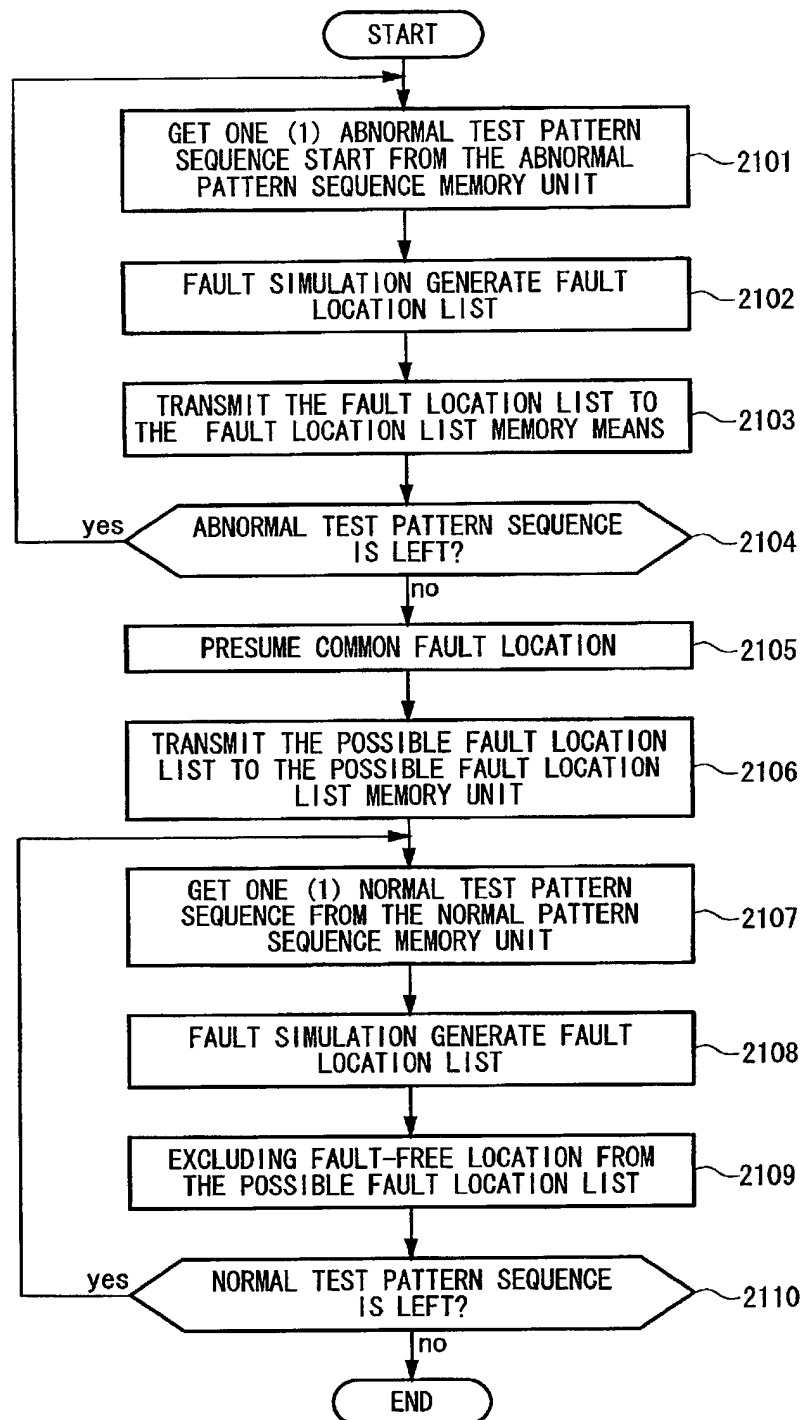 START
GET ONE (1) ABNORMAL TEST PATTERN
SEQUENCE START FROM THE ABNORMAL
PATTERN SEQUENCE MEMORY UNIT
2101
FAULT SIMULATION GENERATE FAULT
LOCATION LIST
2102
TRANSMIT THE FAULT LOCATION LIST TO
THE FAULT LOCATION LIST MEMORY MEANS
2103
yes
ABNORMAL TEST PATTERN SEQUENCE
IS LEFT?
2104
no
PRESUME COMMON FAULT LOCATION
2105
TRANSMIT THE POSSIBLE FAULT LOCATION
LIST TO THE POSSIBLE FAULT LOCATION
LIST MEMORY UNIT
2106
GET ONE (1) NORMAL TEST PATTERN
SEQUENCE FROM THE NORMAL PATTERN
SEQUENCE MEMORY UNIT
2107
FAULT SIMULATION GENERATE FAULT
LOCATION LIST
2108
EXCLUDING FAULT-FREE LOCATION FROM
THE POSSIBLE FAULT LOCATION LIST
2109
yes
NORMAL TEST PATTERN SEQUENCE
IS LEFT?
2110
no
END